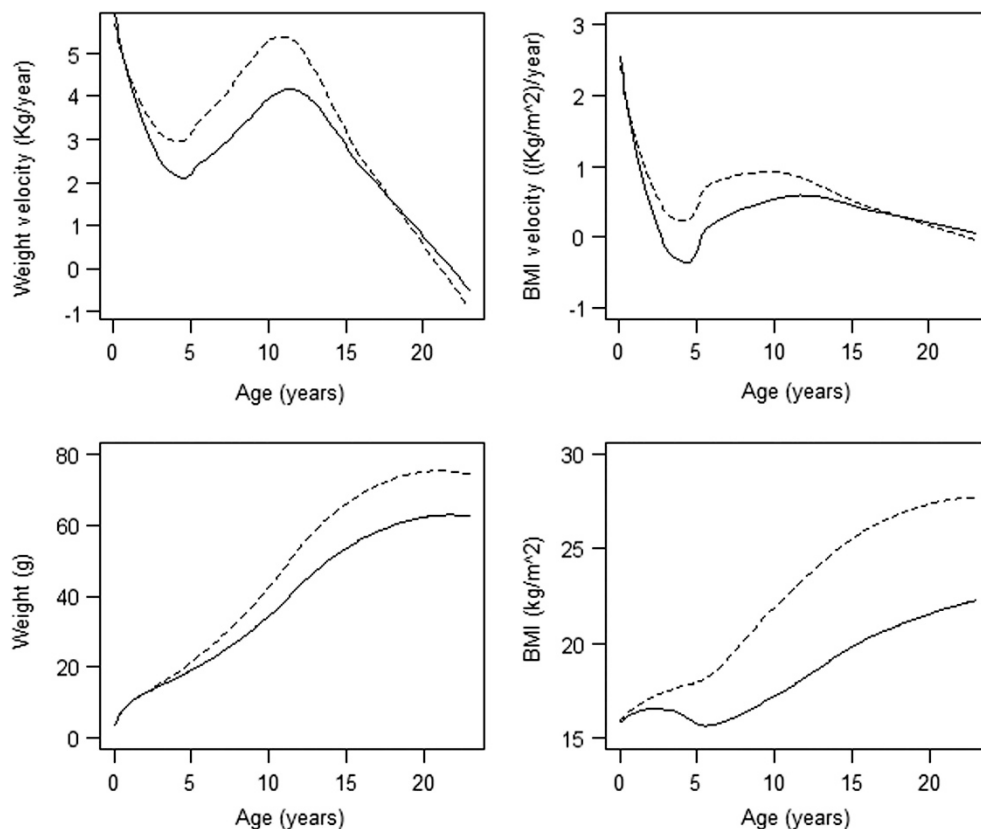 Weight velocity (Kg/year)
5
4
3
2
1
0
-1
0 5 10 15 20
Age (years)
BMI velocity ((Kg/m^2)/year)
3
2
1
0
-1
0 5 10 15 20
Age (years)
Weight (g)
80
60
40
20
0
0 5 10 15 20
Age (years)
BMI (kg/m^2)
30
25
20
15
0 5 10 15 20
Age (years)